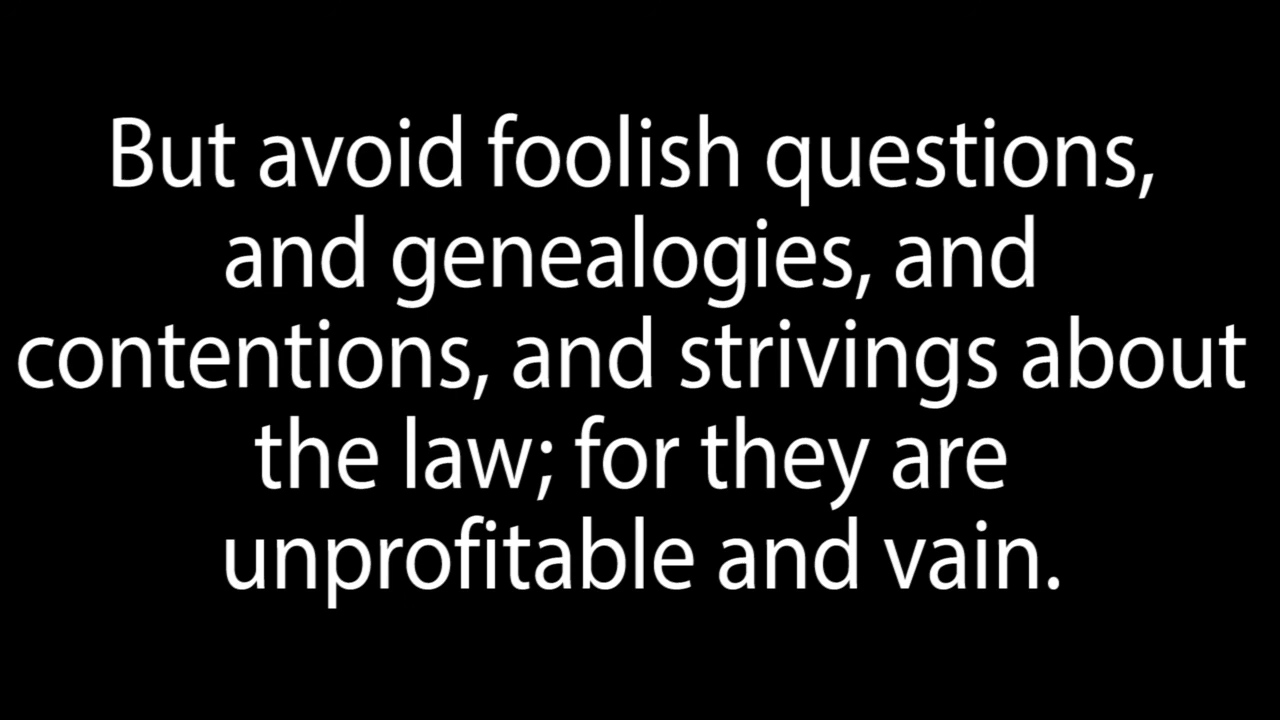 But avoid foolish questions,
and genealogies, and
contentions, and strivings about
the law; for they are
unprofitable and vain.